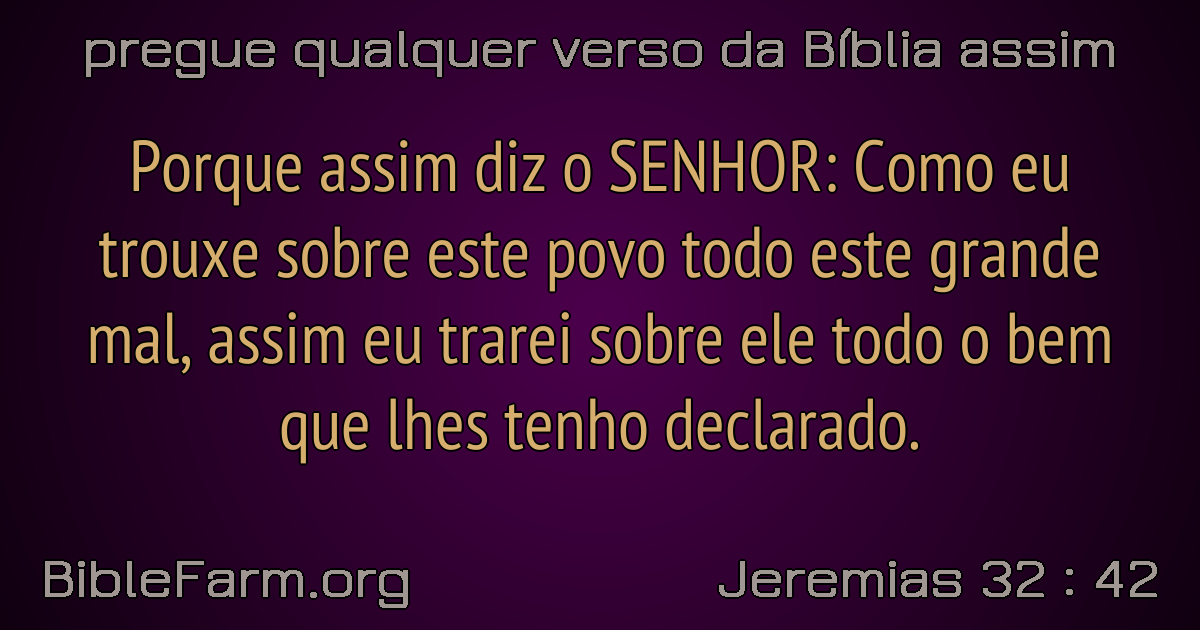 pregue qualquer verso da Bíblia assim
Porque assim diz o SENHOR: Como eu
trouxe sobre este povo todo este grande
mal, assim eu trarei sobre ele todo o bem
que lhes tenho declarado.
BibleFarm.org
Jeremias 32 : 42